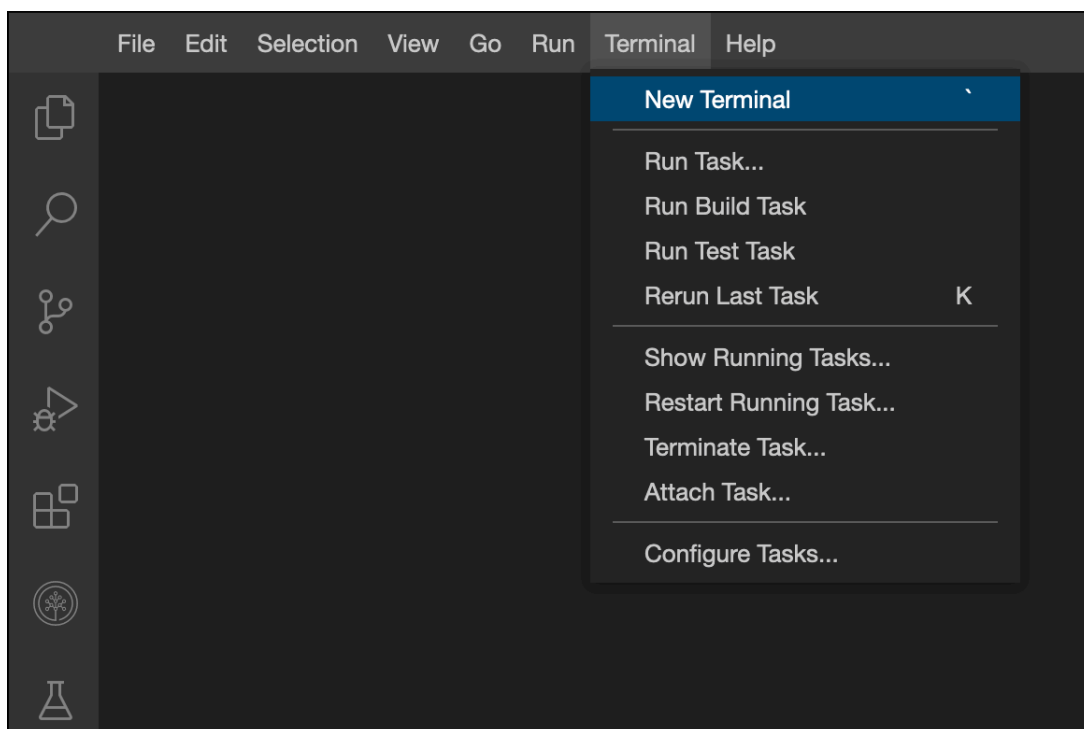 File Edit Selection View Go Run Terminal Help
New Terminal `
Run Task...
Run Build Task
Run Test Task
Rerun Last Task K
Show Running Tasks...
Restart Running Task...
Terminate Task...
Attach Task...
Configure Tasks...